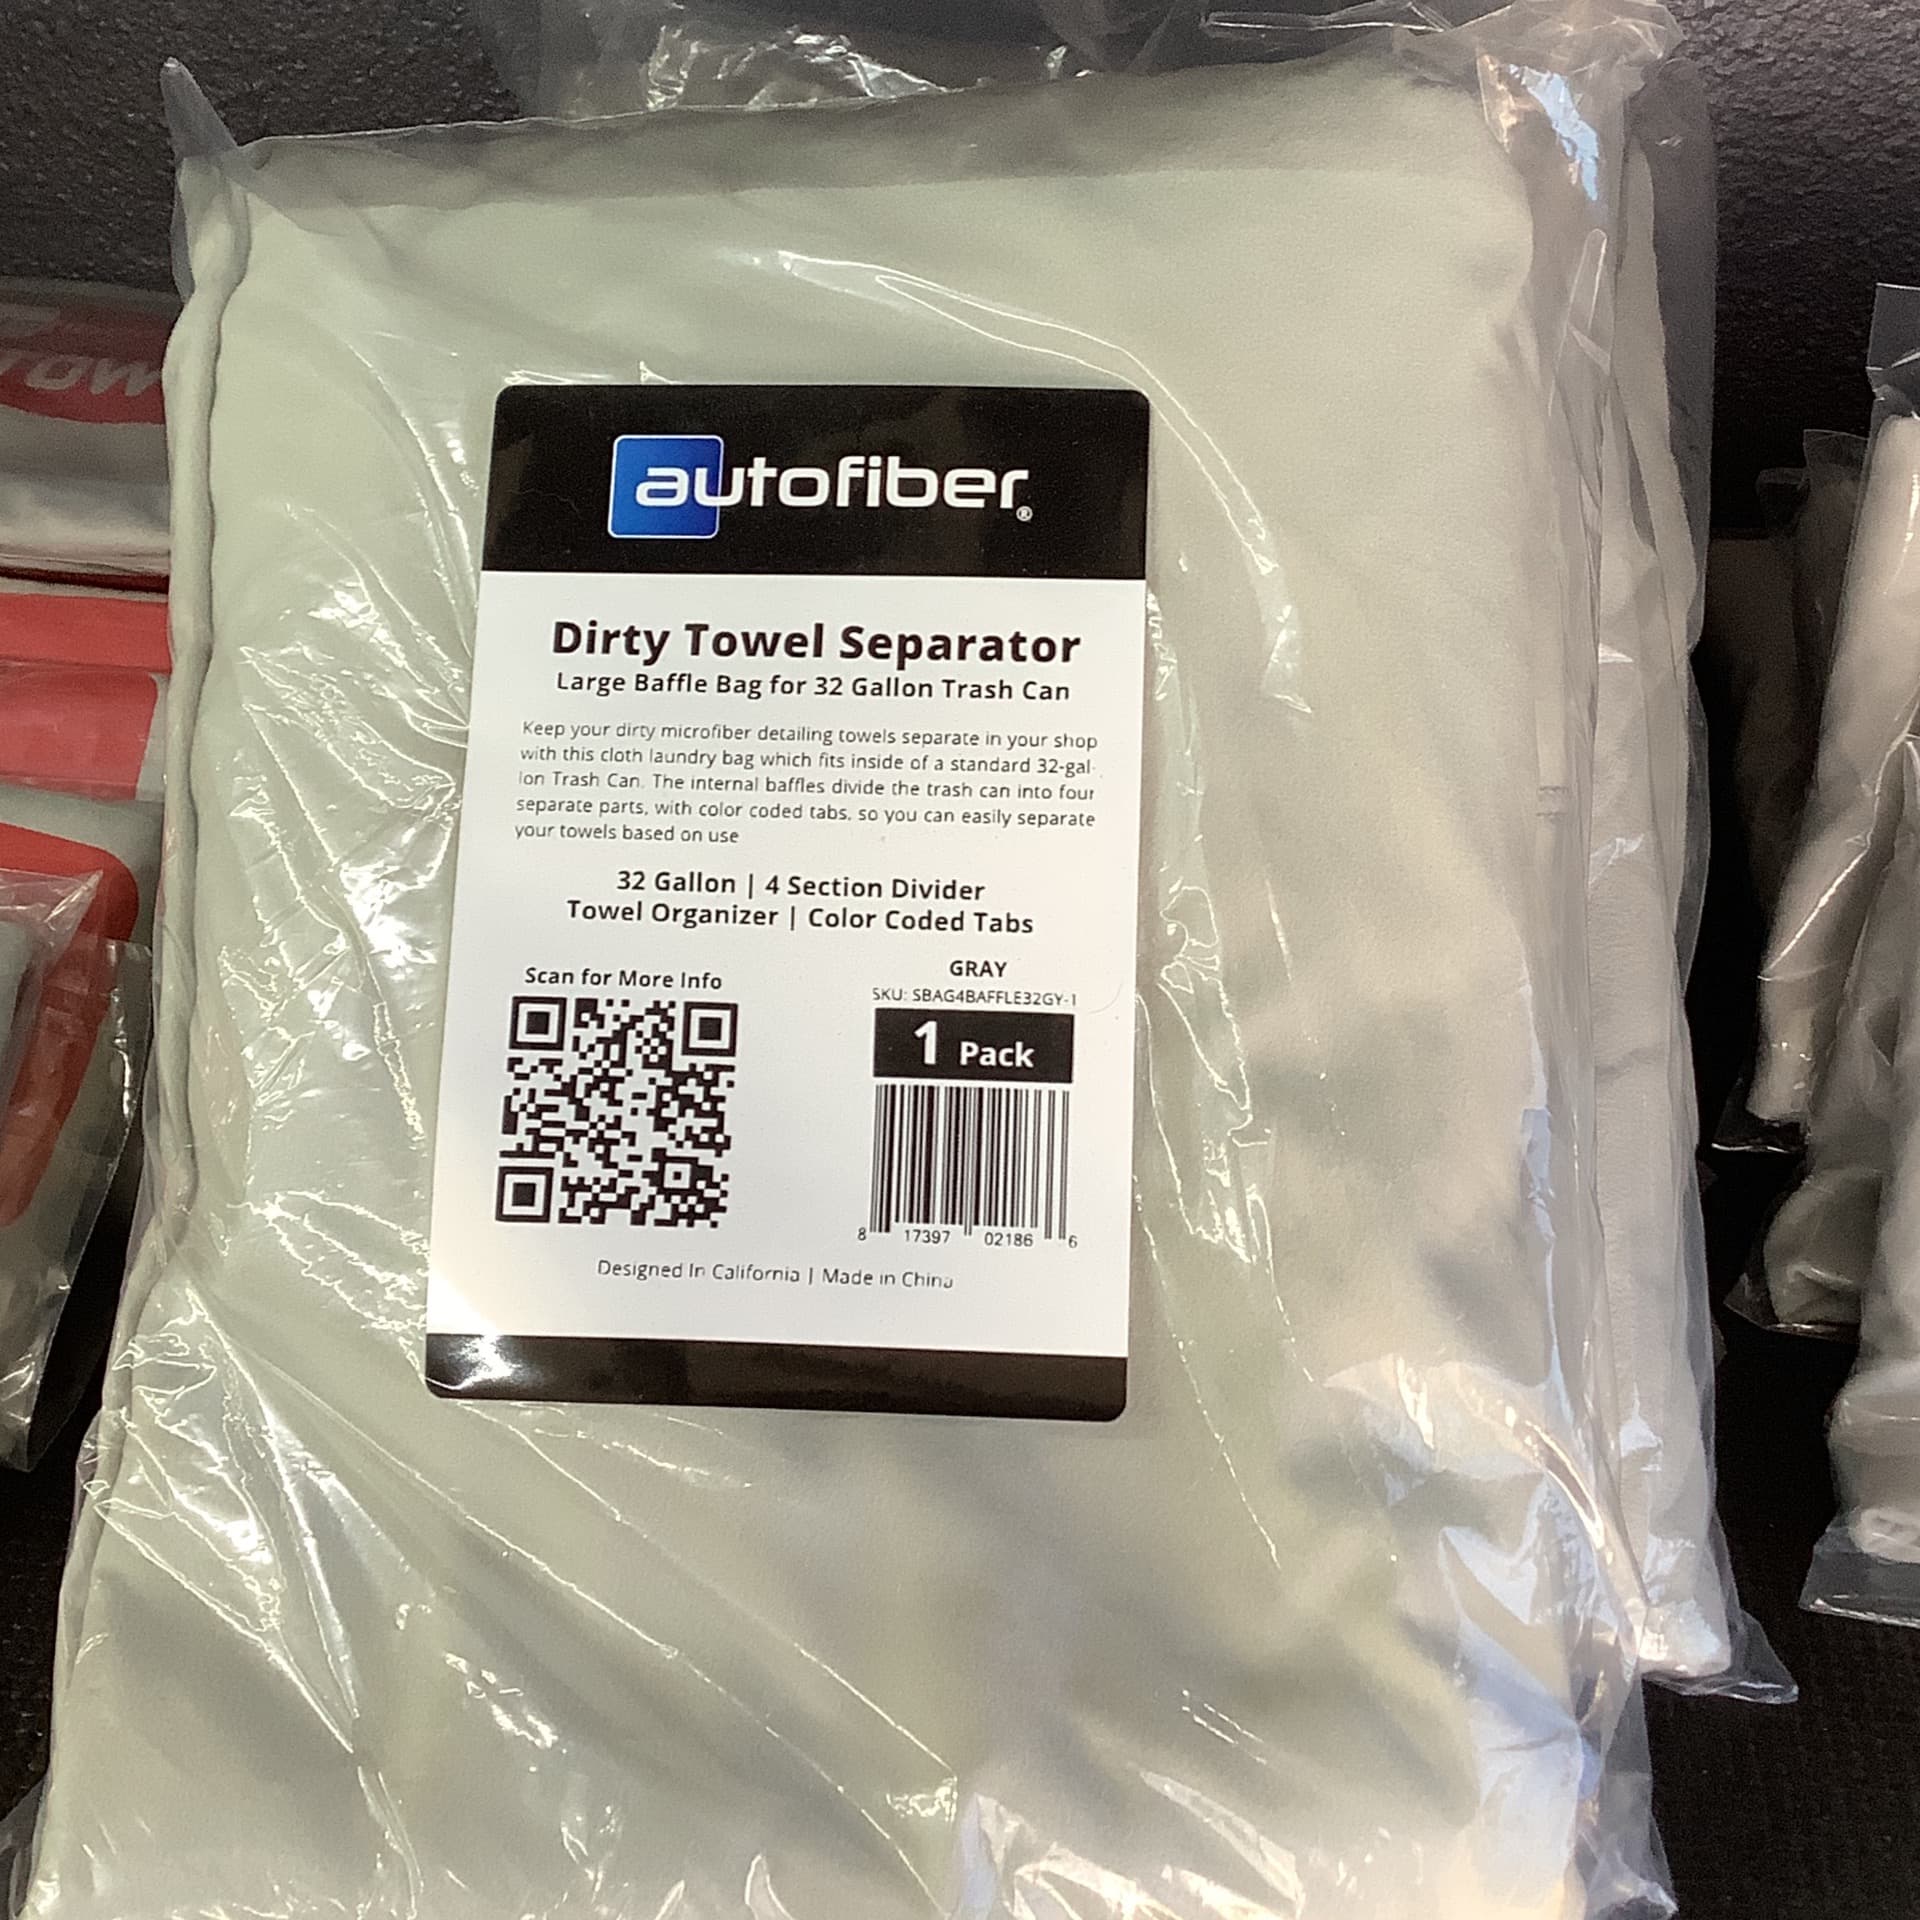 TOW
autofiber®
Dirty Towel Separator
Large Baffle Bag for 32 Gallon Trash Can
Keep your dirty microfiber detailing towels separate in your shop
with this cloth laundry bag which fits inside of a standard 32-gal-
lon Trash Can. The internal baffles divide the trash can into four
separate parts, with color coded tabs, so you can easily separate
your towels based on use
32 Gallon | 4 Section Divider
Towel Organizer | Color Coded Tabs
Scan for More Info
GRAY
SKU: SBAG4BAFFLE32GY-1
1 Pack
8 17397 02186 6
Designed In California | Made in China